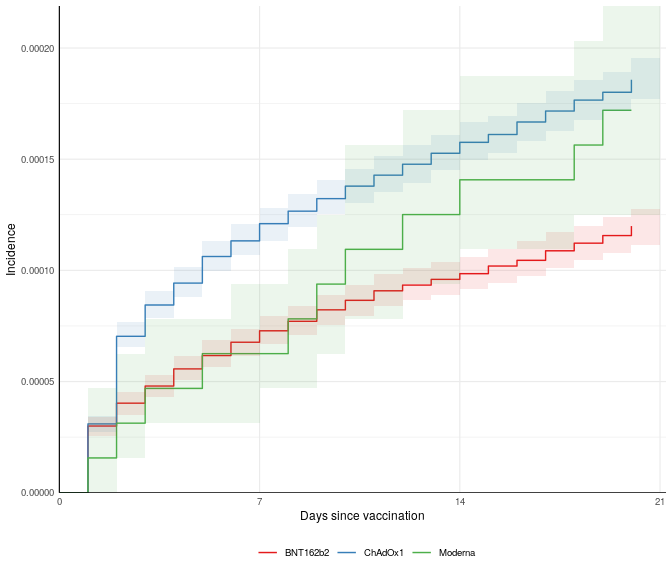 0.00020
0.00015
Incidence
0.00010
0.00005
0.00000
0 7 14 21
Days since vaccination
BNT162b2 ChAdOx1 Moderna